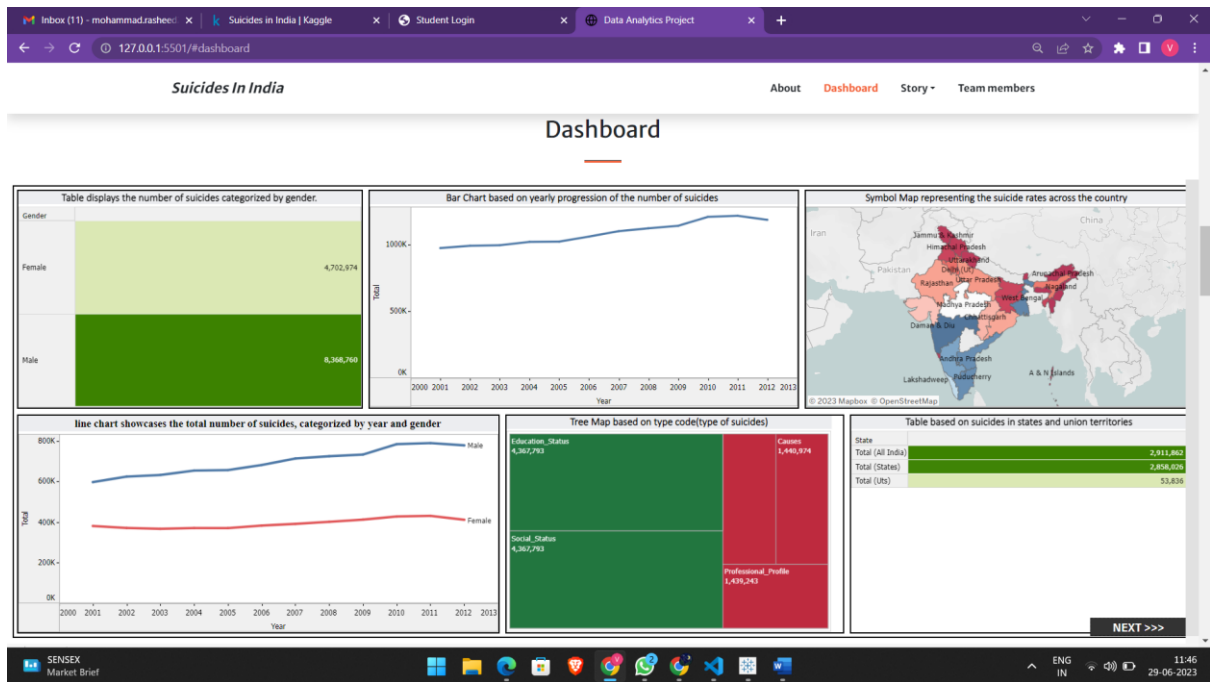 Inbox (11) - mohammad.rasheed
Suicides in India | Kaggle
Student Login
Data Analytics Project
127.0.0.1:5501/#dashboard
V
Suicides In India
About
Dashboard
Story
Team members
Dashboard
Table displays the number of suicides categorized by gender.
Gender
Female
4,702,974
Male
8,368,760
Bar Chart based on yearly progression of the number of suicides
1000K
500K
0K
Total
2000 2001 2002 2003 2004 2005 2006 2007 2008 2009 2010 2011 2012 2013
Year
Symbol Map representing the suicide rates across the country
Iran
China
Jammu & Kashmir
Himachal Pradesh
Uttarakhand
Pakistan
Delhi (Ut)
Arunachal Pradesh
Rajasthan
Uttar Pradesh
Nagaland
West Bengal
Madhya Pradesh
Chhattisgarh
Daman & Diu
Andhra Pradesh
Lakshadweep
Puducherry
A & N Islands
© 2023 Mapbox © OpenStreetMap
line chart showcases the total number of suicides, categorized by year and gender
800K
600K
400K
200K
0K
Total
Male
Female
2000 2001 2002 2003 2004 2005 2006 2007 2008 2009 2010 2011 2012 2013
Year
Tree Map based on type code(type of suicides)
Education_Status
4,367,793
Causes
1,440,974
Social_Status
4,367,793
Professional_Profile
1,439,243
Table based on suicides in states and union territories
State
Total (All India)
2,911,862
Total (States)
2,858,026
Total (Uts)
53,836
NEXT >>>
SENSEX
Market Brief
2
ENG
IN
11:46
29-06-2023